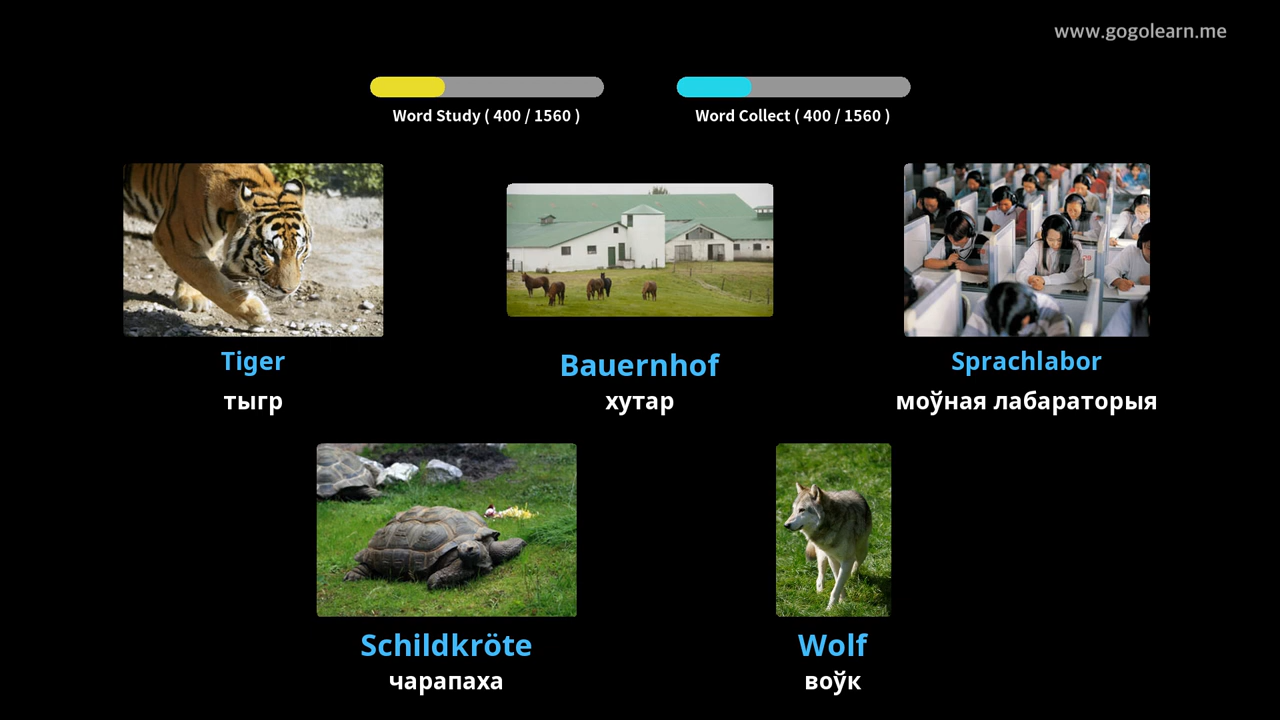 www.gogolearn.me
Word Study ( 400 / 1560 )
Word Collect ( 400 / 1560 )
Tiger
тыгр
Bauernhof
хутар
Sprachlabor
моўная лабараторыя
Schildkröte
чарапаха
Wolf
воўк